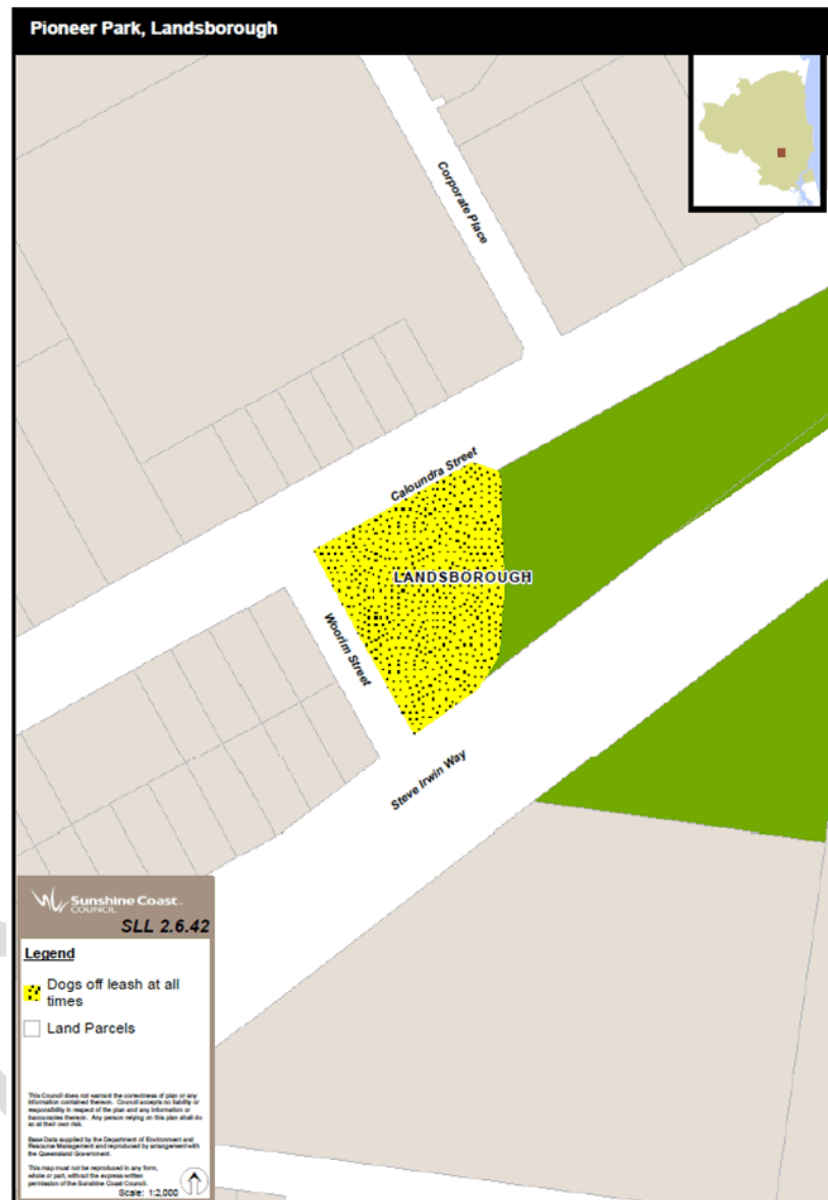 Pioneer Park, Landsborough
Corporate Place
Caloundra Street
LANDSBOROUGH
Woorim Street
Steve Irwin Way
Sunshine Coast
COUNCIL
SLL 2.6.42
Legend
Dogs off leash at all
times
Land Parcels
This Council does not warrant the correctness of plan or any
information contained thereon. Council accepts no liability or
responsibility in respect of the plan and any information or
inaccuracies thereon. Any person relying on this plan shall do
so at their own risk.
Base Data supplied by the Department of Environment and
Resource Management and reproduced by arrangement with
the Queensland Government.
This map must not be reproduced in any form,
whole or part, without the express written
permission of the Sunshine Coast Council.
Scale: 1:2,000